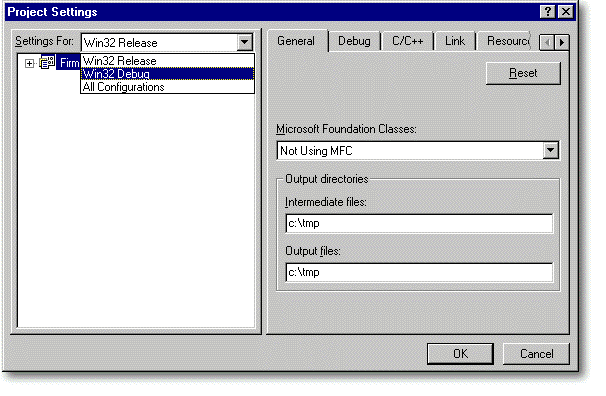 Project Settings
Settings For:
Win32 Release
Win32 Release
Win32 Debug
All Configurations
Firm
General
Debug
C/C++
Link
Resourc
Reset
Microsoft Foundation Classes:
Not Using MFC
Output directories
Intermediate files:
c:\tmp
Output files:
c:\tmp
OK
Cancel